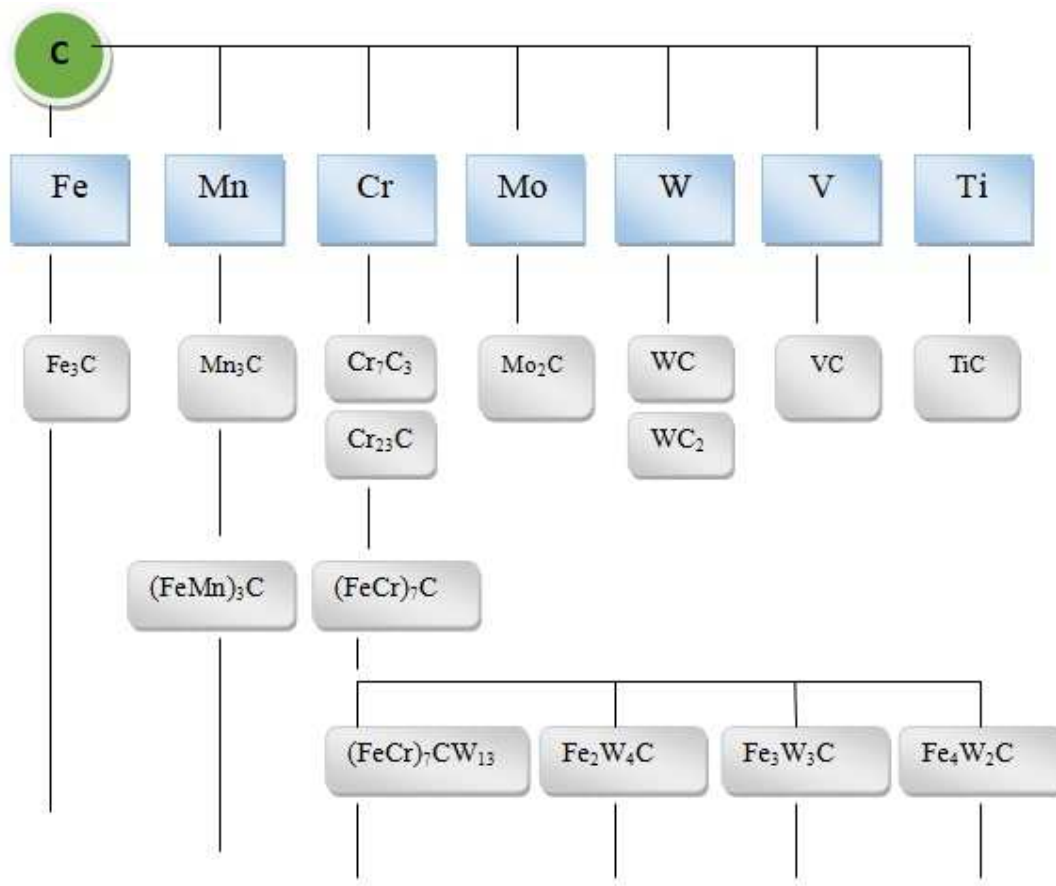 C
Fe
Mn
Cr
Mo
W
V
Ti
Fe₃C
Mn₃C
Cr₇C₃
Mo₂C
WC
VC
TiC
Cr₂₃C
WC₂
(FeMn)₃C
(FeCr)₇C
(FeCr)₇CW₁₃
Fe₂W₄C
Fe₃W₃C
Fe₄W₂C